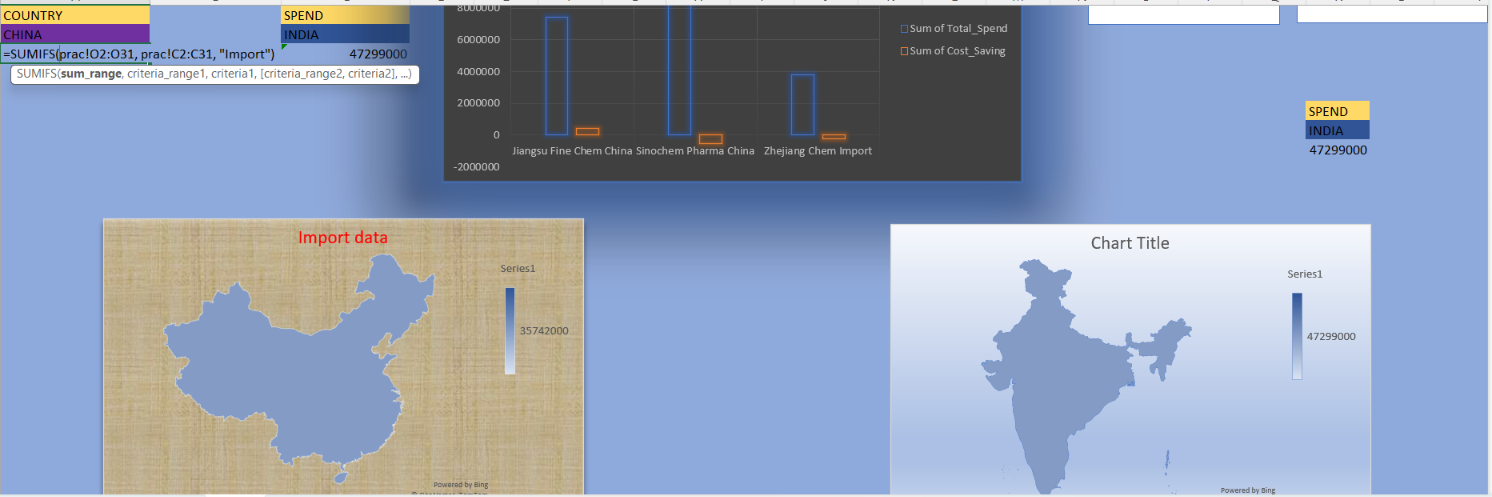 COUNTRY
SPEND
CHINA
INDIA
=SUMIFS(prac!O2:O31, prac!C2:C31, "Import")
47299000
SUMIFS(sum_range, criteria_range1, criteria1, [criteria_range2, criteria2], ...)
8000000
6000000
4000000
2000000
0
-2000000
Jiangsu Fine Chem China
Sinochem Pharma China
Zhejiang Chem Import
Sum of Total_Spend
Sum of Cost_Saving
SPEND
INDIA
47299000
Import data
Series1
35742000
Powered by Bing
Chart Title
Series1
47299000
Powered by Bing